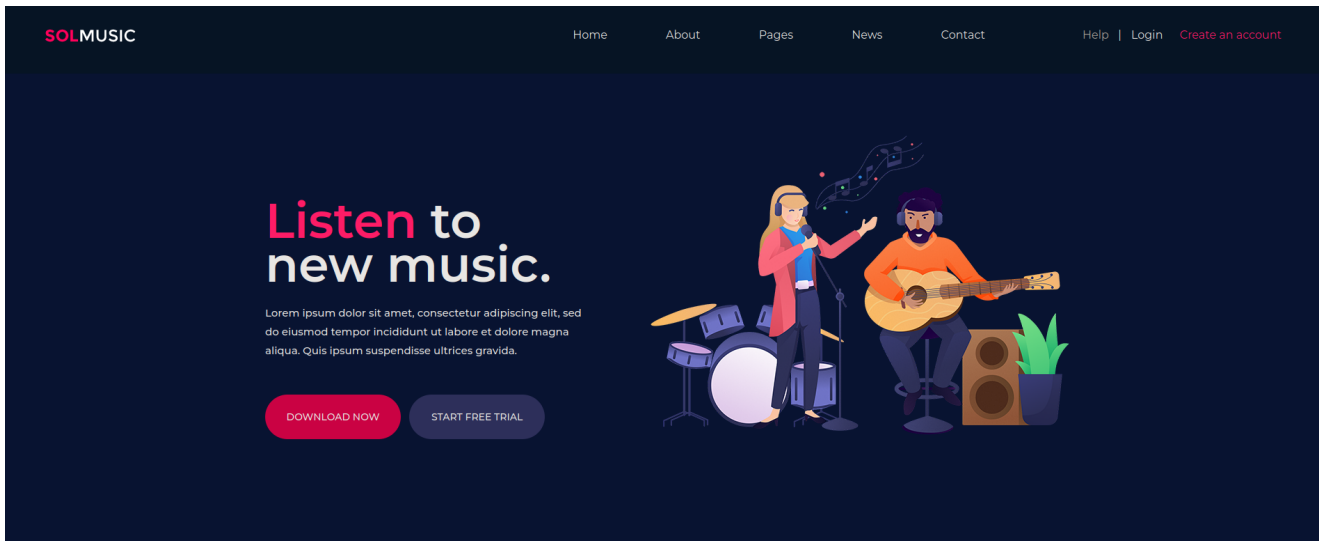 SOLMUSIC
Home About Pages News Contact
Help | Login Create an account
Listen to
new music.
Lorem ipsum dolor sit amet, consectetur adipiscing elit, sed
do eiusmod tempor incididunt ut labore et dolore magna
aliqua. Quis ipsum suspendisse ultrices gravida.
DOWNLOAD NOW
START FREE TRIAL